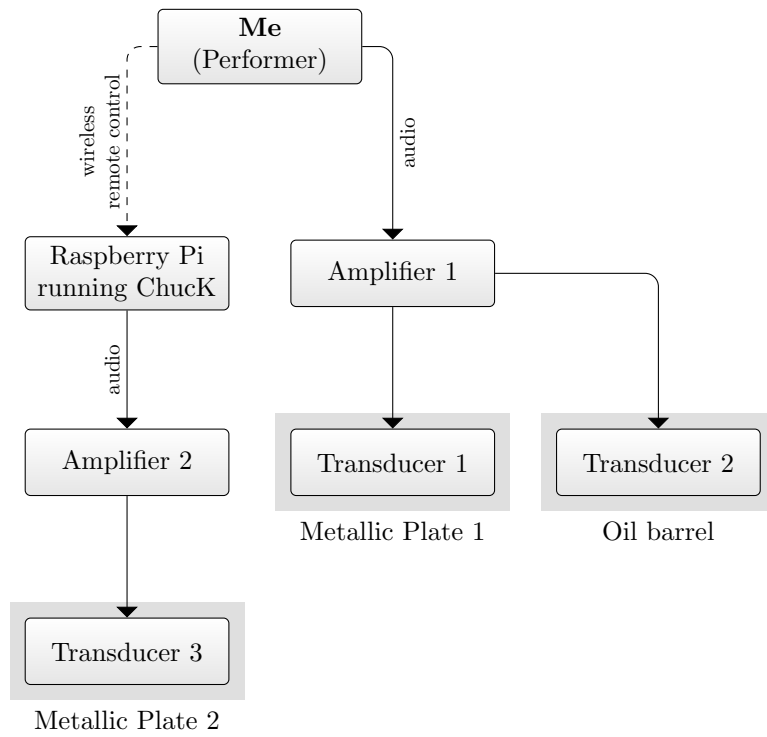 Me
(Performer)
wireless
remote control
audio
Raspberry Pi
running ChucK
Amplifier 1
audio
Amplifier 2
Transducer 1
Transducer 2
Metallic Plate 1
Oil barrel
Transducer 3
Metallic Plate 2